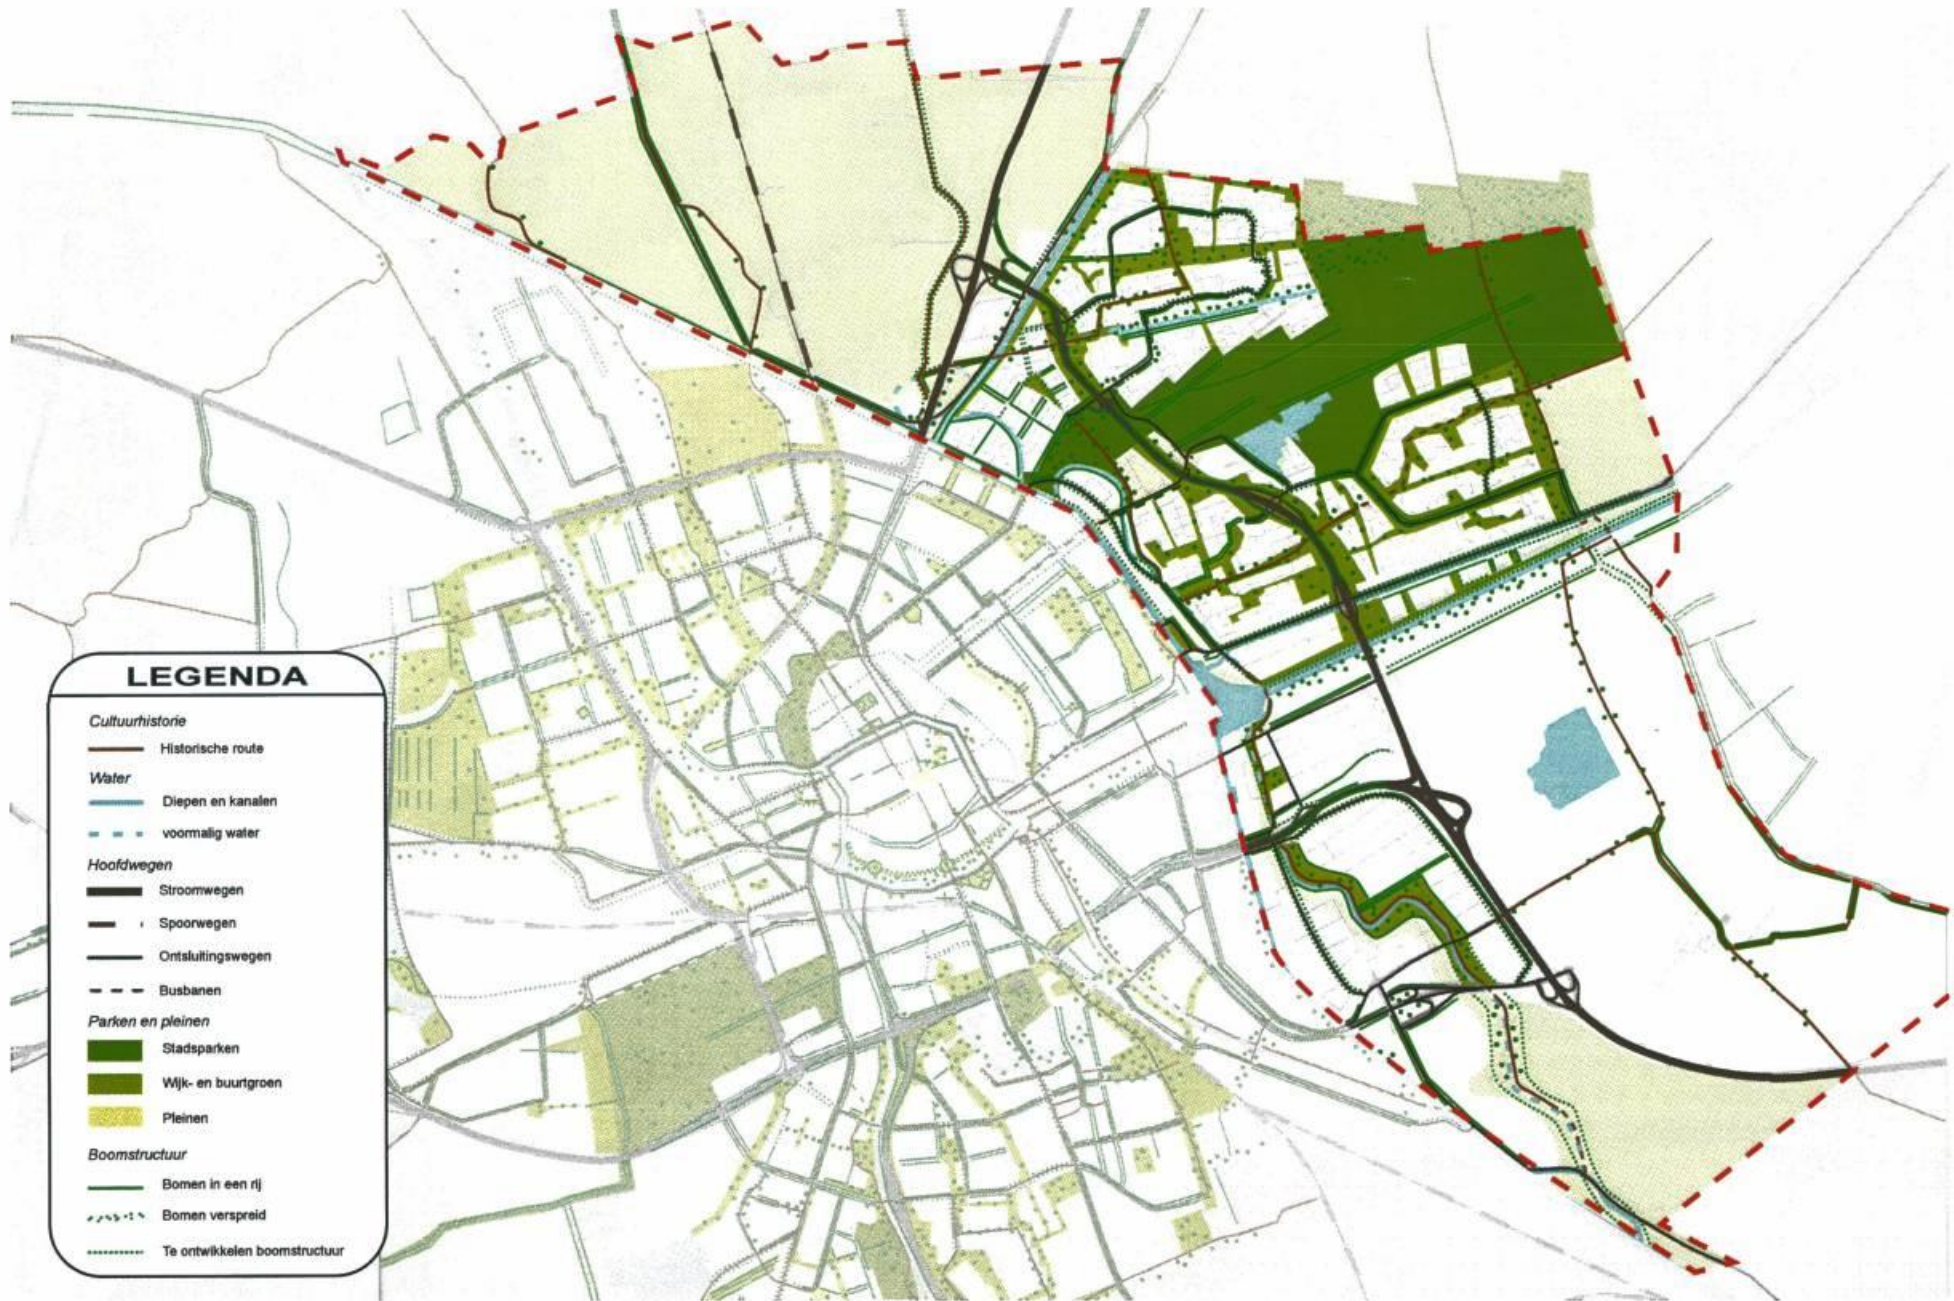 LEGENDA
Cultuurhistorie
Historische route
Water
Diepen en kanalen
voormalig water
Hoofdwegen
Stroomwegen
Spoorwegen
Ontsluitingswegen
Busbanen
Parken en pleinen
Stadsparken
Wijk- en buurtgroen
Pleinen
Boomstructuur
Bomen in een rij
Bomen verspreid
Te ontwikkelen boomstructuur